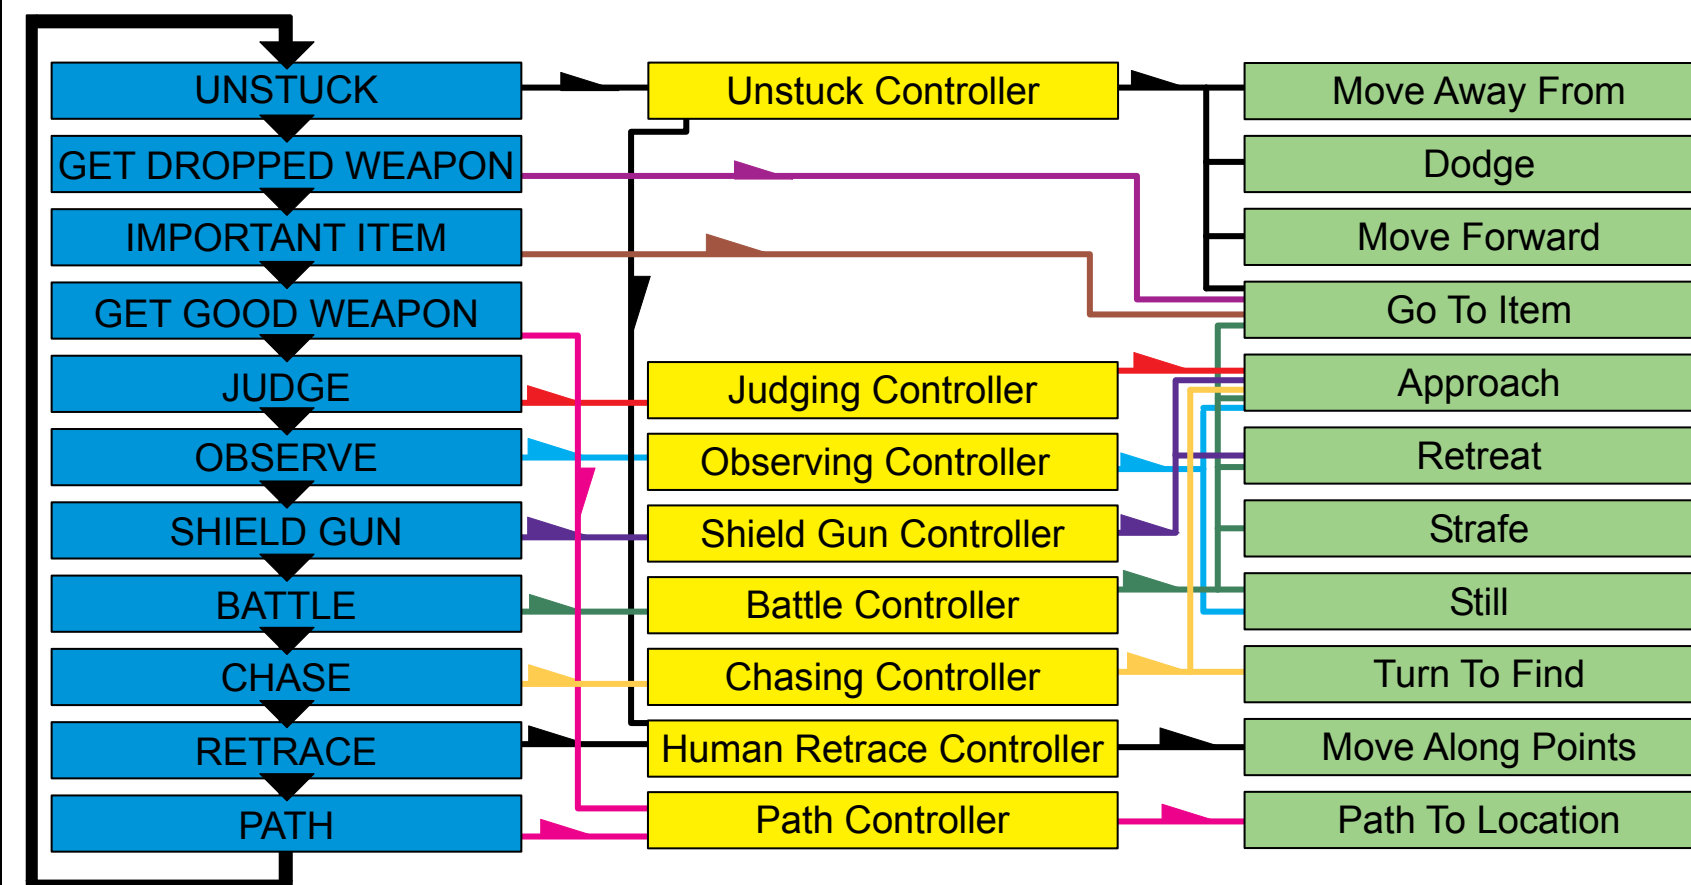 UNSTUCK
GET DROPPED WEAPON
IMPORTANT ITEM
GET GOOD WEAPON
JUDGE
OBSERVE
SHIELD GUN
BATTLE
CHASE
RETRACE
PATH
Unstuck Controller
Judging Controller
Observing Controller
Shield Gun Controller
Battle Controller
Chasing Controller
Human Retrace Controller
Path Controller
Move Away From
Dodge
Move Forward
Go To Item
Approach
Retreat
Strafe
Still
Turn To Find
Move Along Points
Path To Location